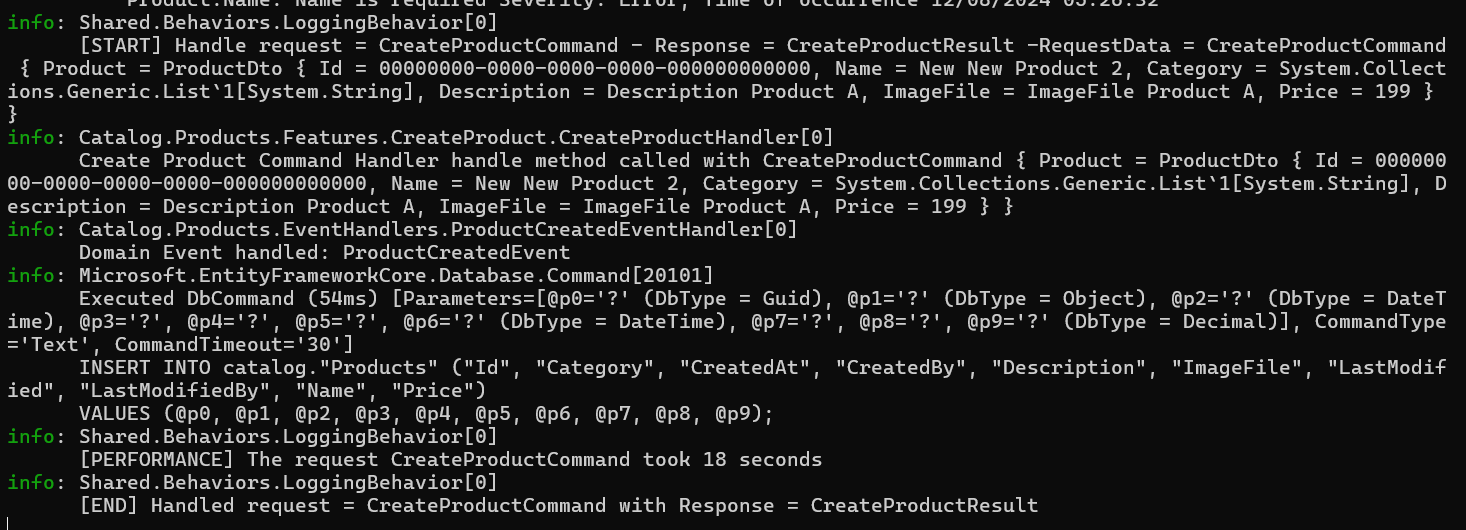 Product.Name: Name is required Severity: Error, Time of occurrence 12/08/2024 05:28:32
info: Shared.Behaviors.LoggingBehavior[0]
[START] Handle request = CreateProductCommand - Response = CreateProductResult -RequestData = CreateProductCommand
{ Product = ProductDto { Id = 00000000-0000-0000-0000-000000000000, Name = New New Product 2, Category = System.Collect
ions.Generic.List`1[System.String], Description = Description Product A, ImageFile = ImageFile Product A, Price = 199 }
}
info: Catalog.Products.Features.CreateProduct.CreateProductHandler[0]
Create Product Command Handler handle method called with CreateProductCommand { Product = ProductDto { Id = 000000
00-0000-0000-0000-000000000000, Name = New New Product 2, Category = System.Collections.Generic.List`1[System.String], D
escription = Description Product A, ImageFile = ImageFile Product A, Price = 199 } }
info: Catalog.Products.EventHandlers.ProductCreatedEventHandler[0]
Domain Event handled: ProductCreatedEvent
info: Microsoft.EntityFrameworkCore.Database.Command[20101]
Executed DbCommand (54ms) [Parameters=[@p0='?' (DbType = Guid), @p1='?' (DbType = Object), @p2='?' (DbType = DateT
ime), @p3='?', @p4='?', @p5='?', @p6='?' (DbType = DateTime), @p7='?', @p8='?', @p9='?' (DbType = Decimal)], CommandType
='Text', CommandTimeout='30']
INSERT INTO catalog."Products" ("Id", "Category", "CreatedAt", "CreatedBy", "Description", "ImageFile", "LastModif
ied", "LastModifiedBy", "Name", "Price")
VALUES (@p0, @p1, @p2, @p3, @p4, @p5, @p6, @p7, @p8, @p9);
info: Shared.Behaviors.LoggingBehavior[0]
[PERFORMANCE] The request CreateProductCommand took 18 seconds
info: Shared.Behaviors.LoggingBehavior[0]
[END] Handled request = CreateProductCommand with Response = CreateProductResult